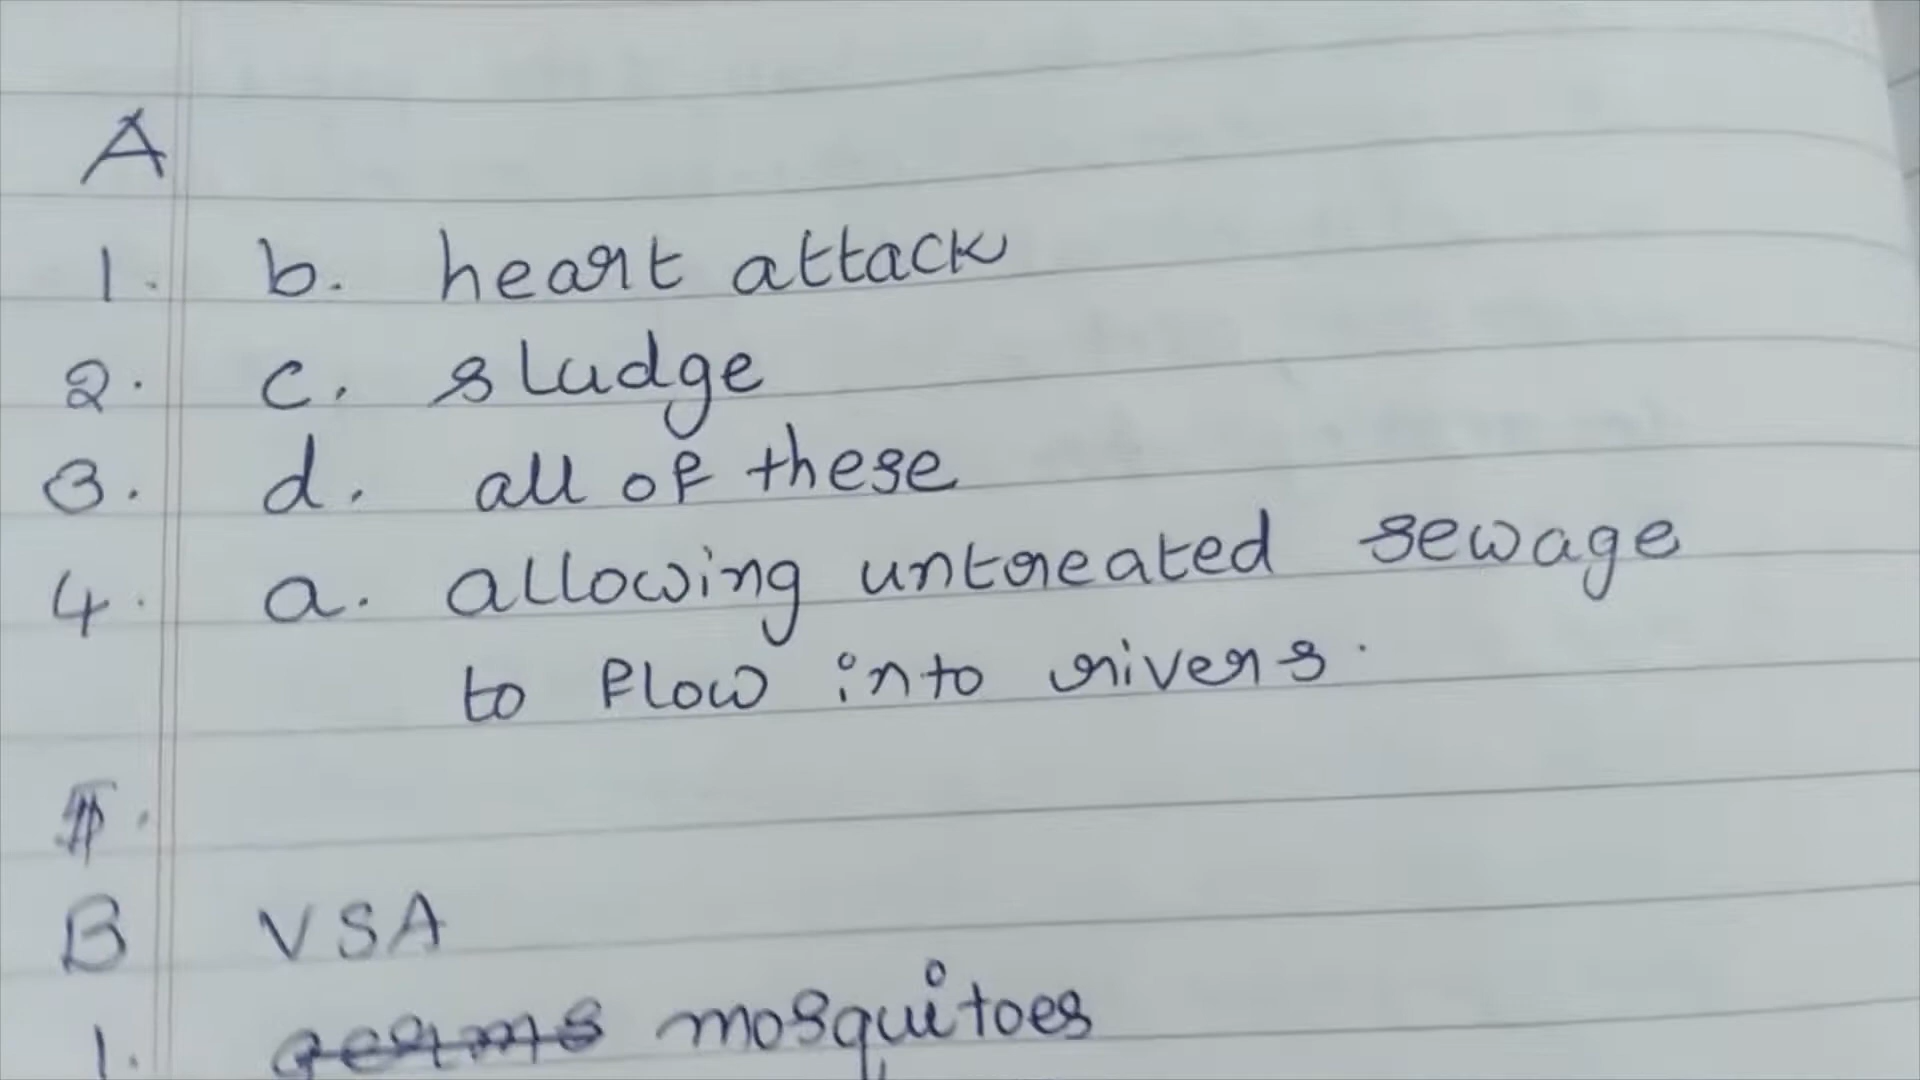 A
1. b. heart attack
2. c. sludge
3. d. all of these
4. a. allowing untreated sewage
to flow into rivers.
B VSA
1. germs mosquitoes